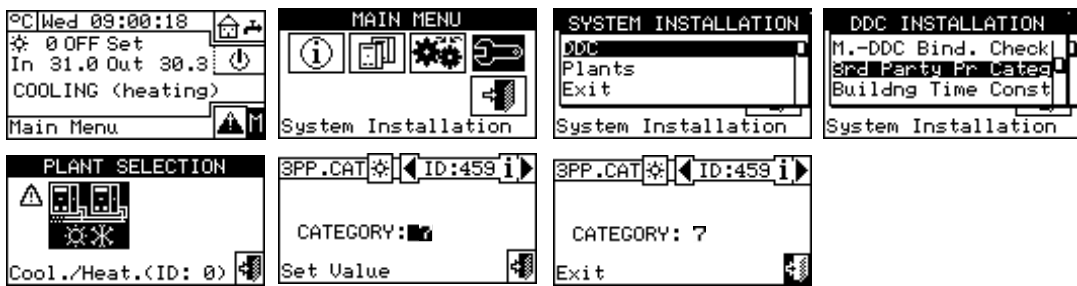 ºC Wed 09:00:18
0 OFF Set
In 31.0 Out 30.3
COOLING (heating)
Main Menu M
MAIN MENU
System Installation
SYSTEM INSTALLATION
DDC
Plants
Exit
System Installation
DDC INSTALLATION
M.-DDC Bind. Check
3rd Party Pr Categ
Buildng Time Const
System Installation
PLANT SELECTION
Cool./Heat.(ID: 0)
3PP.CAT ID:459 i
CATEGORY: 7
Set Value
3PP.CAT ID:459 i
CATEGORY: 7
Exit